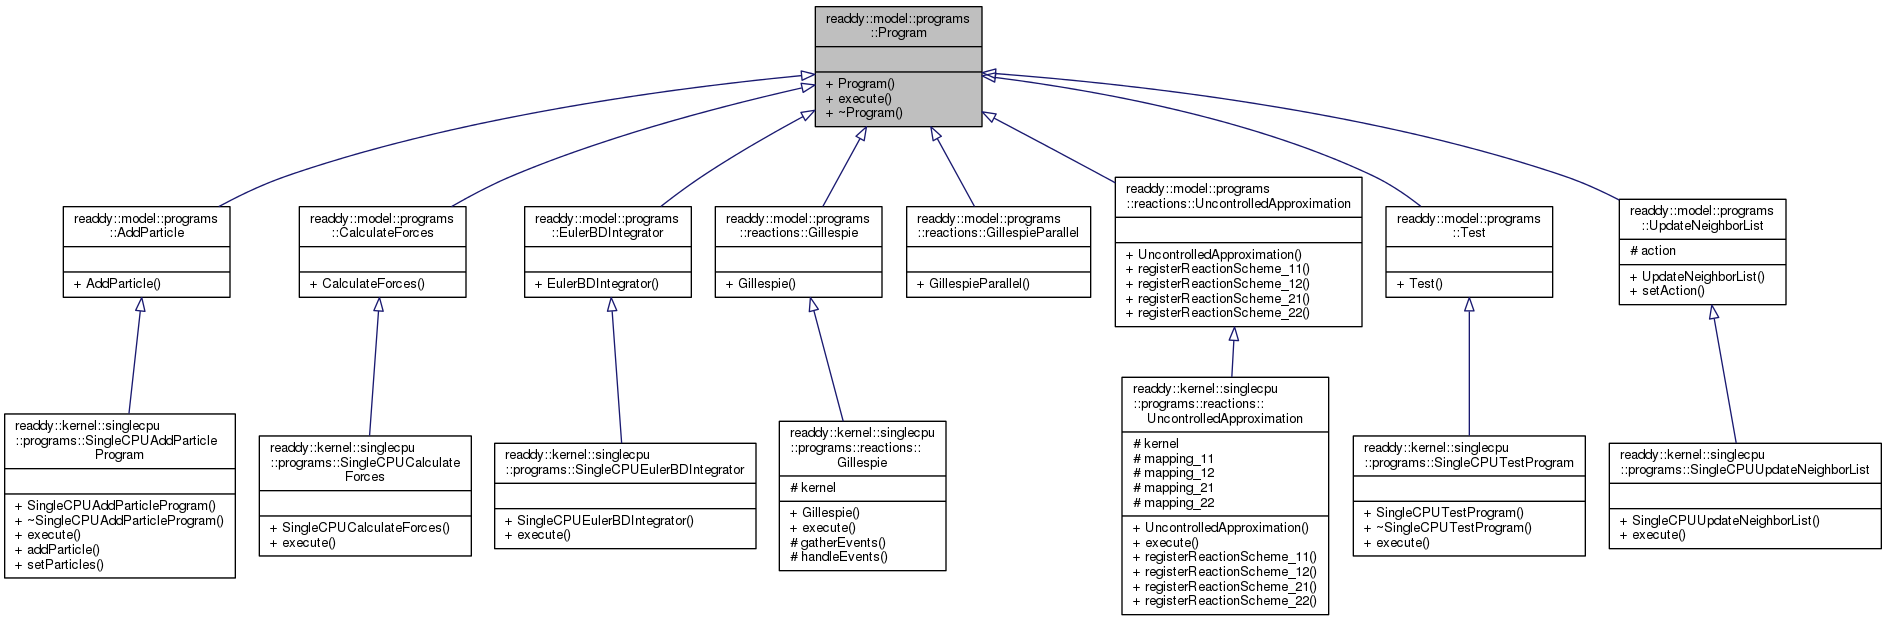 readdy::model::programs
::Program
+ Program()
+ execute()
+ ~Program()
readdy::model::programs
::AddParticle
+ AddParticle()
readdy::model::programs
::CalculateForces
+ CalculateForces()
readdy::model::programs
::EulerBDIntegrator
+ EulerBDIntegrator()
readdy::model::programs
::reactions::Gillespie
+ Gillespie()
readdy::model::programs
::reactions::GillespieParallel
+ GillespieParallel()
readdy::model::programs
::reactions::UncontrolledApproximation
+ UncontrolledApproximation()
+ registerReactionScheme_11()
+ registerReactionScheme_12()
+ registerReactionScheme_21()
+ registerReactionScheme_22()
readdy::model::programs
::Test
+ Test()
readdy::model::programs
::UpdateNeighborList
# action
+ UpdateNeighborList()
+ setAction()
readdy::kernel::singlecpu
::programs::SingleCPUAddParticle
Program
+ SingleCPUAddParticleProgram()
+ ~SingleCPUAddParticleProgram()
+ execute()
+ addParticle()
+ setParticles()
readdy::kernel::singlecpu
::programs::SingleCPUCalculate
Forces
+ SingleCPUCalculateForces()
+ execute()
readdy::kernel::singlecpu
::programs::SingleCPUEulerBDIntegrator
+ SingleCPUEulerBDIntegrator()
+ execute()
readdy::kernel::singlecpu
::programs::reactions::
Gillespie
# kernel
+ Gillespie()
+ execute()
# gatherEvents()
# handleEvents()
readdy::kernel::singlecpu
::programs::reactions::
UncontrolledApproximation
# kernel
# mapping_11
# mapping_12
# mapping_21
# mapping_22
+ UncontrolledApproximation()
+ execute()
+ registerReactionScheme_11()
+ registerReactionScheme_12()
+ registerReactionScheme_21()
+ registerReactionScheme_22()
readdy::kernel::singlecpu
::programs::SingleCPUTestProgram
+ SingleCPUTestProgram()
+ ~SingleCPUTestProgram()
+ execute()
readdy::kernel::singlecpu
::programs::SingleCPUUpdateNeighborList
+ SingleCPUUpdateNeighborList()
+ execute()